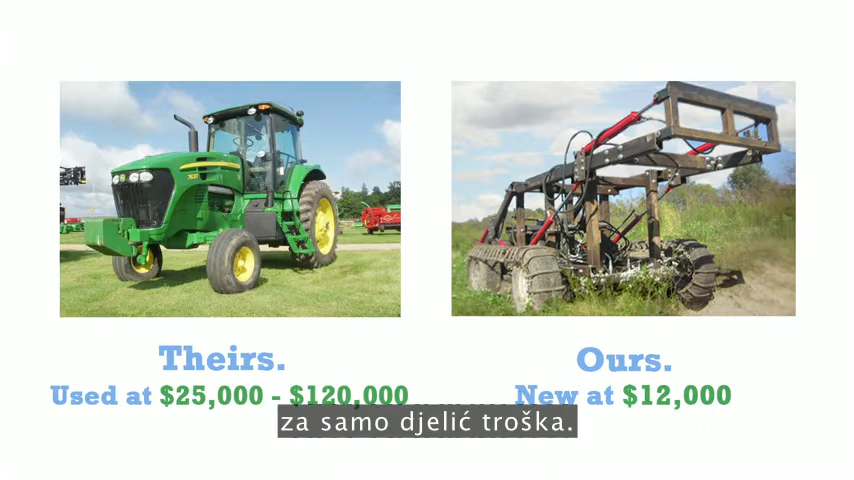 Theirs.
Used at $25,000 - $120,000
Ours.
New at $12,000
za samo djelić troška.